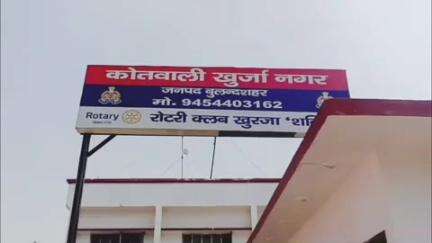 कोतवाली खुर्जा नगर
जनपद बुलन्दशहर
मो. 9454403162
Rotary रोटरी क्लब खुरजा